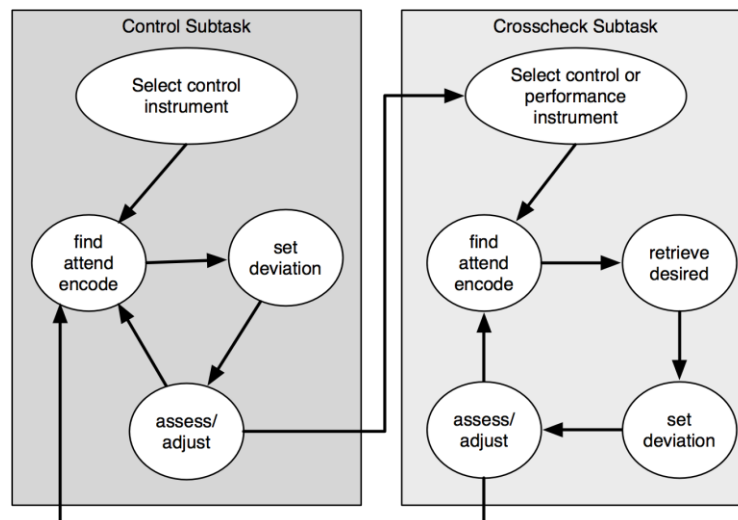 Control Subtask
Select control
instrument
find
attend
encode
set
deviation
assess/
adjust
Crosscheck Subtask
Select control or
performance
instrument
find
attend
encode
retrieve
desired
assess/
adjust
set
deviation